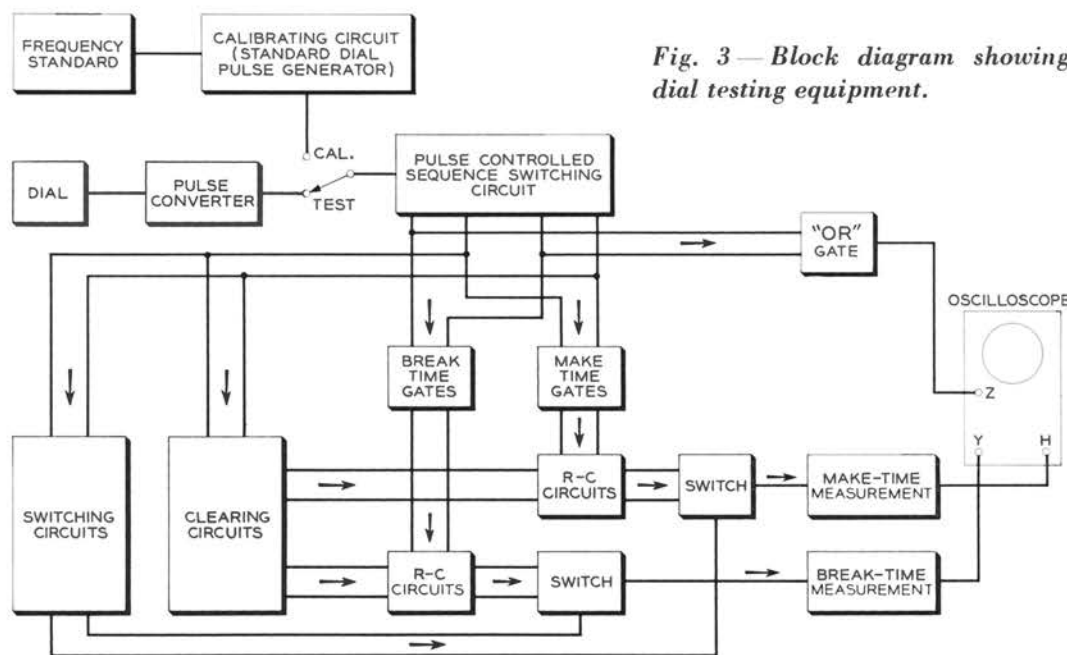 FREQUENCY
STANDARD
CALIBRATING CIRCUIT
(STANDARD DIAL
PULSE GENERATOR)
Fig. 3 — Block diagram showing
dial testing equipment.
CAL.
DIAL
PULSE
CONVERTER
TEST
PULSE CONTROLLED
SEQUENCE SWITCHING
CIRCUIT
"OR"
GATE
OSCILLOSCOPE
Z
Y
H
BREAK
TIME
GATES
MAKE
TIME
GATES
SWITCHING
CIRCUITS
CLEARING
CIRCUITS
R-C
CIRCUITS
SWITCH
MAKE-TIME
MEASUREMENT
R-C
CIRCUITS
SWITCH
BREAK-TIME
MEASUREMENT